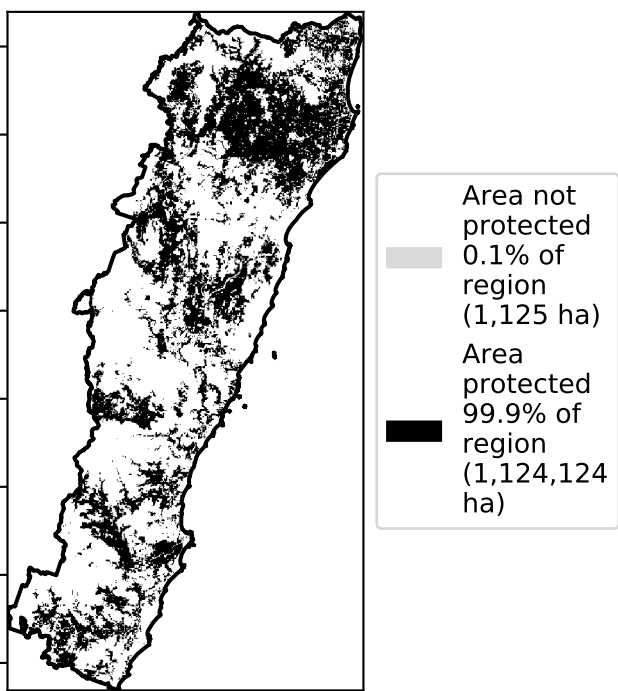 Area not
protected
0.1% of
region
(1,125 ha)
Area
protected
99.9% of
region
(1,124,124
ha)